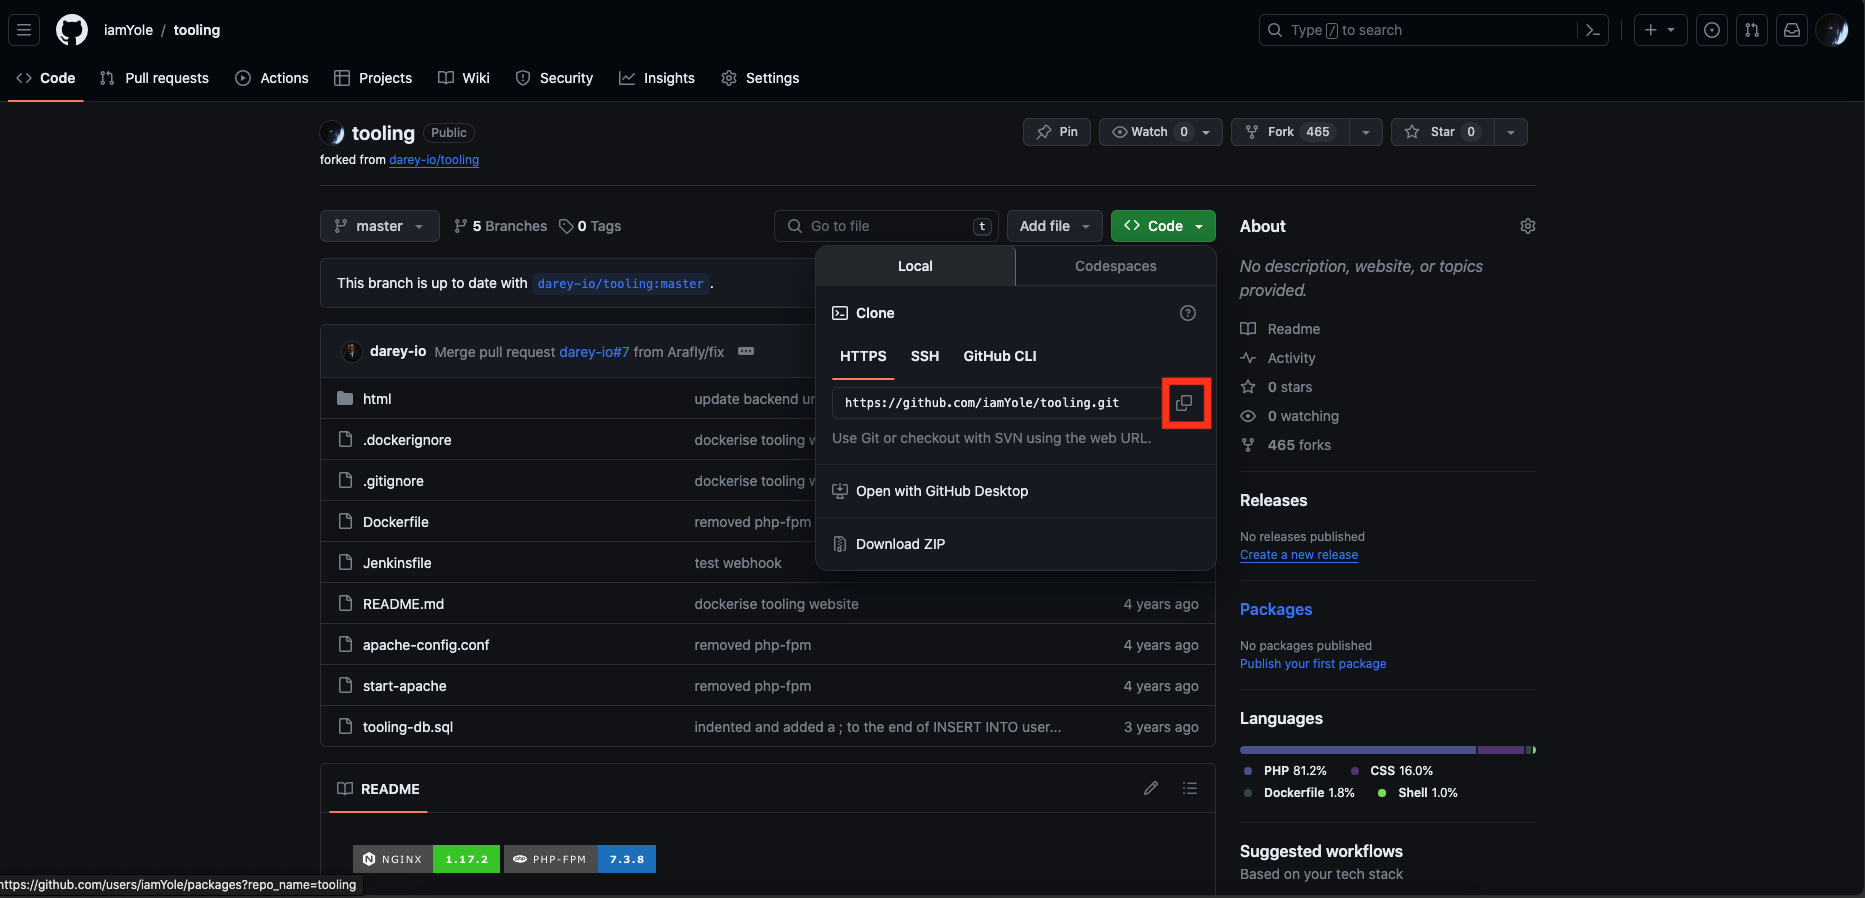 iamYole / tooling
Type / to search
Code Pull requests Actions Projects Wiki Security Insights Settings
tooling Public
forked from darey-io/tooling
Pin Watch 0 Fork 465 Star 0
master 5 Branches 0 Tags
Go to file t Add file Code
This branch is up to date with darey-io/tooling:master .
Local Codespaces
Clone
HTTPS SSH GitHub CLI
https://github.com/iamYole/tooling.git
Use Git or checkout with SVN using the web URL.
Open with GitHub Desktop
Download ZIP
darey-io Merge pull request darey-io#7 from Arafly/fix
html update backend
.dockerignore dockerise tooling
.gitignore dockerise tooling
Dockerfile removed php-fpm
Jenkinsfile test webhook
README.md dockerise tooling website 4 years ago
apache-config.conf removed php-fpm 4 years ago
start-apache removed php-fpm 4 years ago
tooling-db.sql indented and added a ; to the end of INSERT INTO user... 3 years ago
README
NGINX 1.17.2 PHP-FPM 7.3.8
About
No description, website, or topics
provided.
Readme
Activity
0 stars
0 watching
465 forks
Releases
No releases published
Create a new release
Packages
No packages published
Publish your first package
Languages
PHP 81.2% CSS 16.0%
Dockerfile 1.8% Shell 1.0%
Suggested workflows
Based on your tech stack
https://github.com/users/iamYole/packages?repo_name=tooling